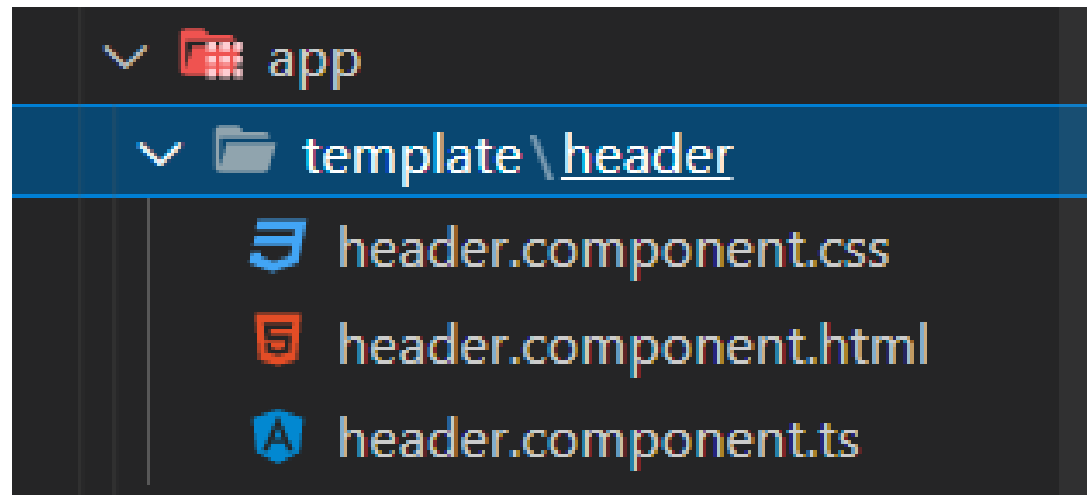 app
template\header
header.component.css
header.component.html
header.component.ts